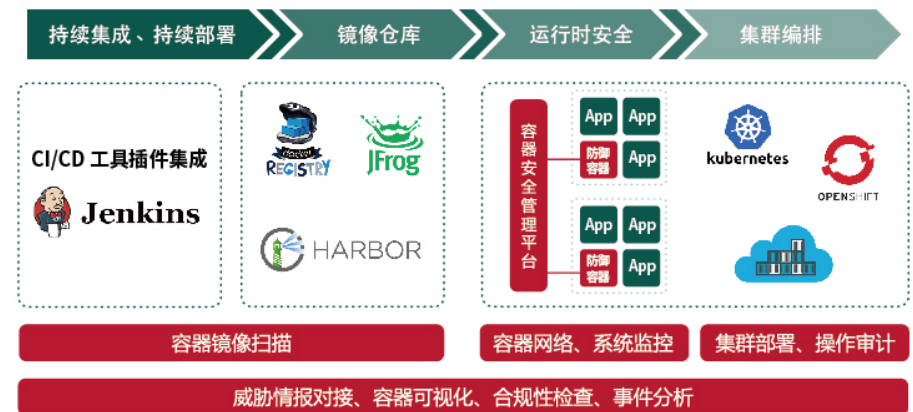 持续集成、持续部署
镜像仓库
运行时安全
集群编排
CI/CD 工具插件集成
Jenkins
docker
REGISTRY
JFrog
HARBOR
容器安全管理平台
App
App
防御
容器
App
App
App
防御
容器
App
kubernetes
OPENSHIFT
容器镜像扫描
容器网络、系统监控
集群部署、操作审计
威胁情报对接、容器可视化、合规性检查、事件分析